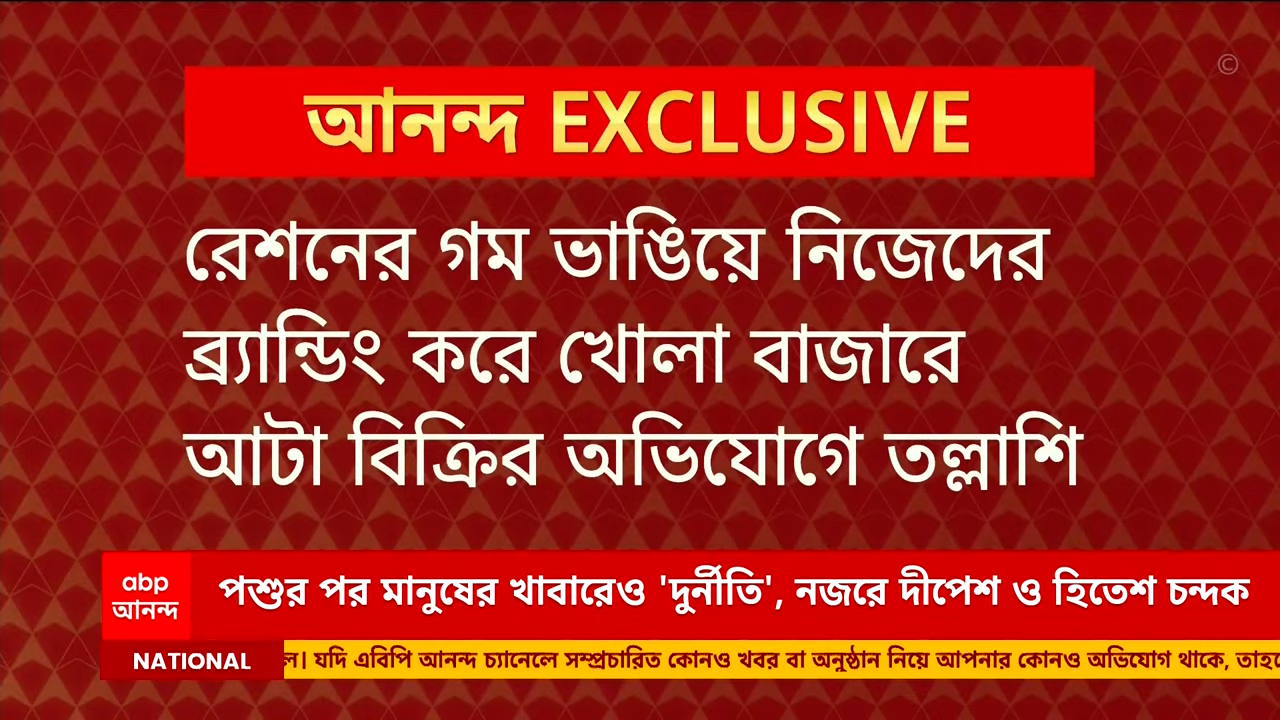 ©
আনন্দ EXCLUSIVE
রেশনের গম ভাঙিয়ে নিজেদের
ব্র্যান্ডিং করে খোলা বাজারে
আটা বিক্রির অভিযোগে তল্লাশি
abp
আনন্দ
পশুর পর মানুষের খাবারেও 'দুর্নীতি', নজরে দীপেশ ও হিতেশ চন্দক
NATIONAL
যদি এবিপি আনন্দ চ্যানেলে সম্প্রচারিত কোনও খবর বা অনুষ্ঠান নিয়ে আপনার কোনও অভিযোগ থাকে,